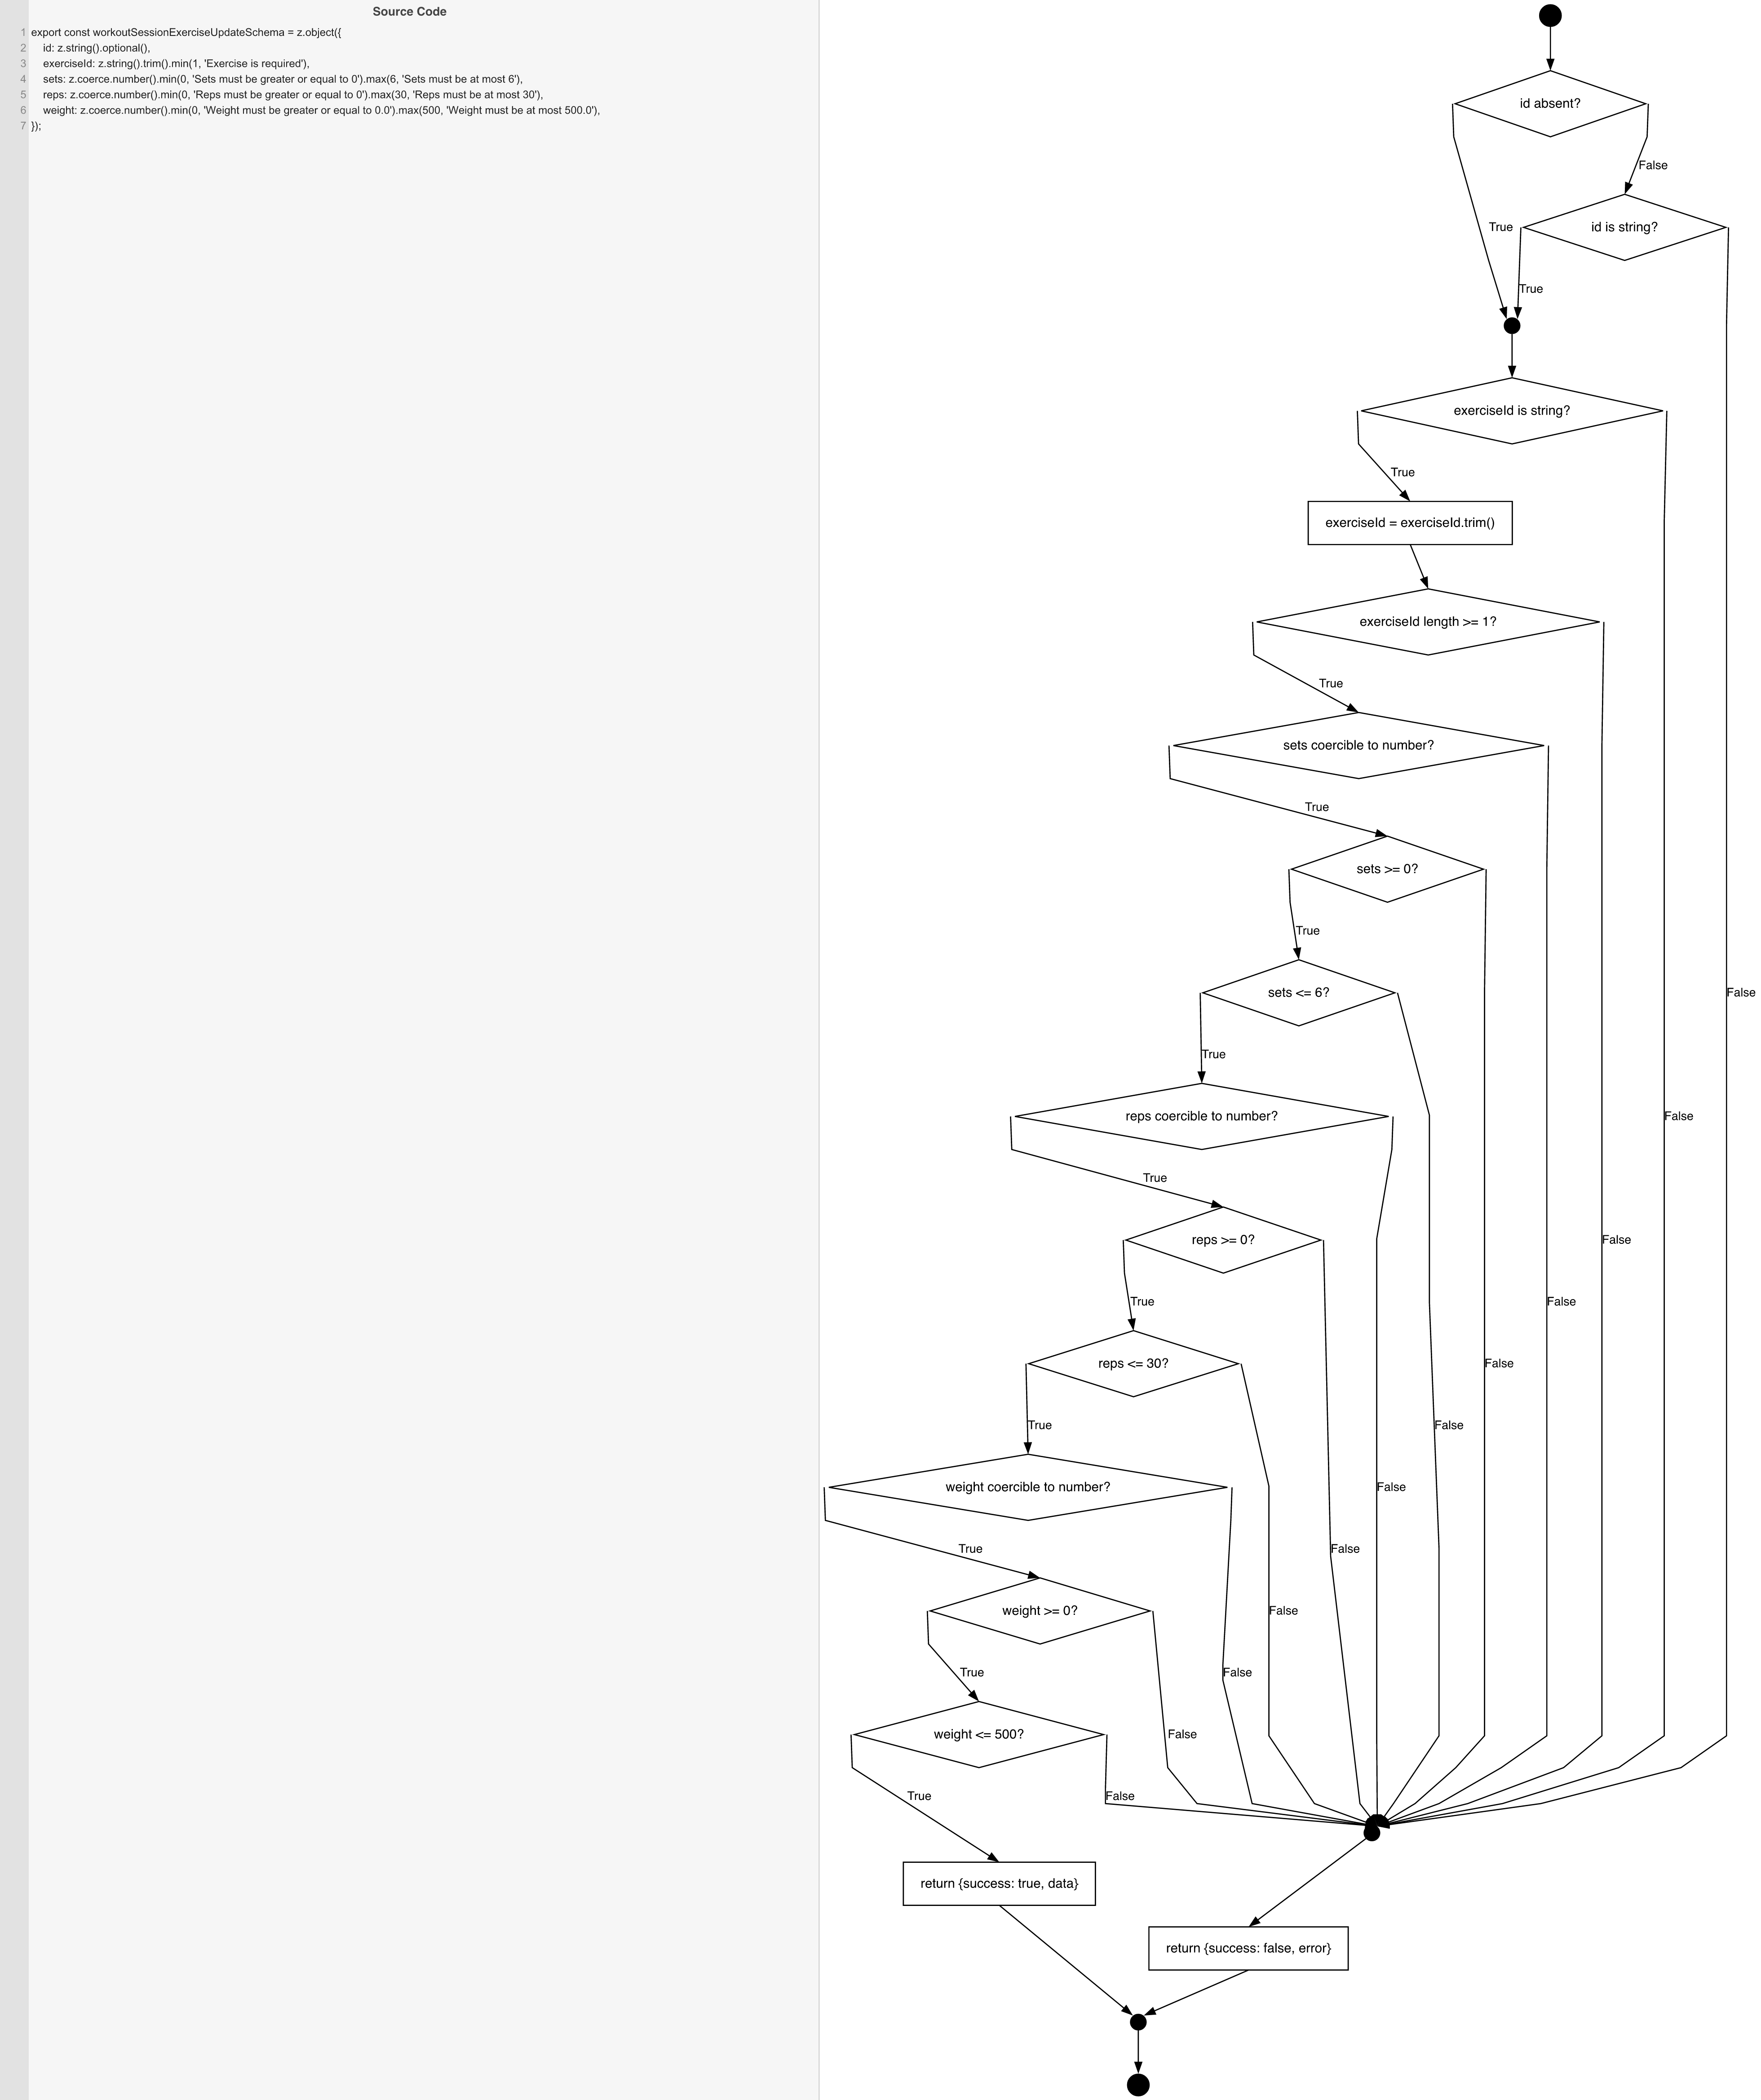 Source Code
1 export const workoutSessionExerciseUpdateSchema = z.object({
2 id: z.string().optional(),
3 exerciseId: z.string().trim().min(1, 'Exercise is required'),
4 sets: z.coerce.number().min(0, 'Sets must be greater or equal to 0').max(6, 'Sets must be at most 6'),
5 reps: z.coerce.number().min(0, 'Reps must be greater or equal to 0').max(30, 'Reps must be at most 30'),
6 weight: z.coerce.number().min(0, 'Weight must be greater or equal to 0.0').max(500, 'Weight must be at most 500.0'),
7 });
id absent?
False
True
id is string?
True
exerciseId is string?
True
exerciseId = exerciseId.trim()
exerciseId length >= 1?
True
sets coercible to number?
True
sets >= 0?
True
sets <= 6?
False
True
reps coercible to number?
False
True
reps >= 0?
False
True
False
reps <= 30?
False
True
False
weight coercible to number?
False
True
False
weight >= 0?
False
True
False
weight <= 500?
False
True
False
return {success: true, data}
return {success: false, error}